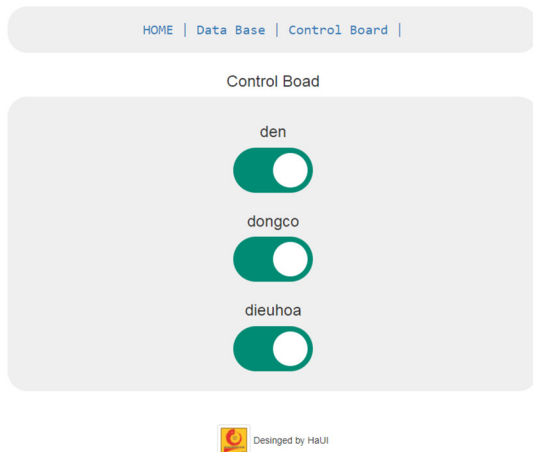 HOME | Data Base | Control Board |
Control Boad
den
dongco
dieuhoa
Desinged by HaUI